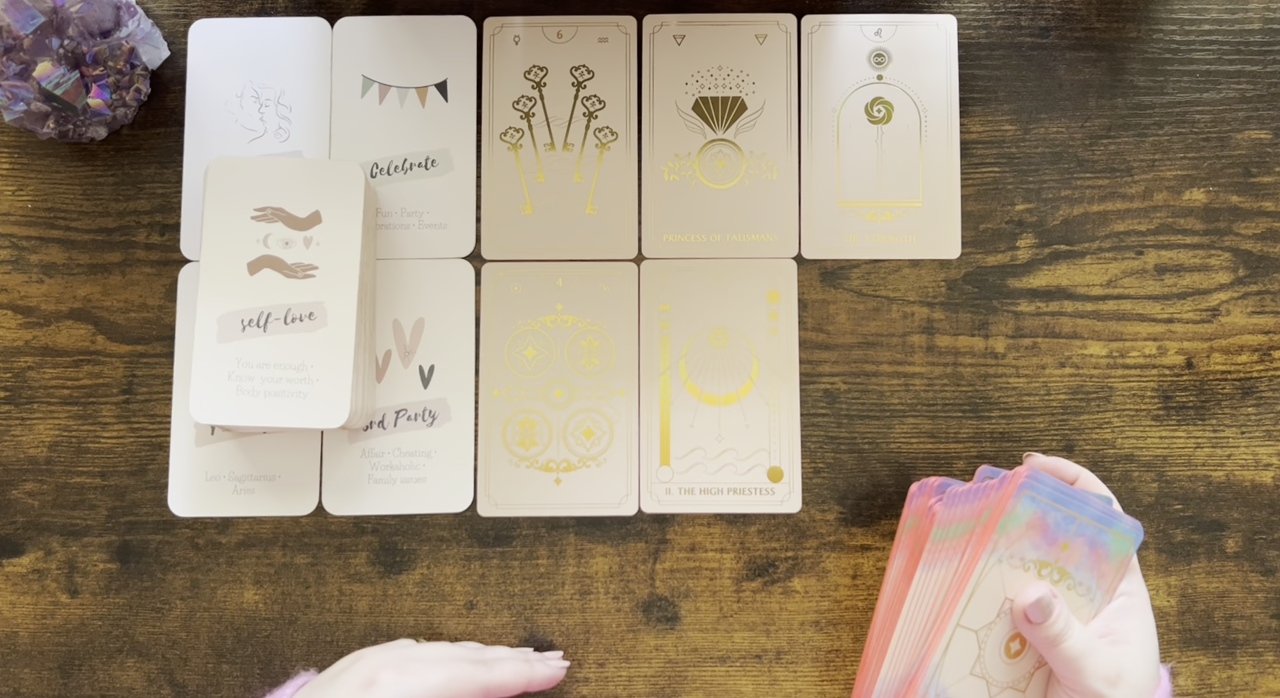 Celebrate
Fun • Party •
Events
6
PRINCESS OF TALISMANS
self-love
You are enough •
Know your worth •
Body positivity
Leo • Sagittarius •
Aries
Party
Affair • Cheating •
Workaholic •
Family issues
4
II. THE HIGH PRIESTESS